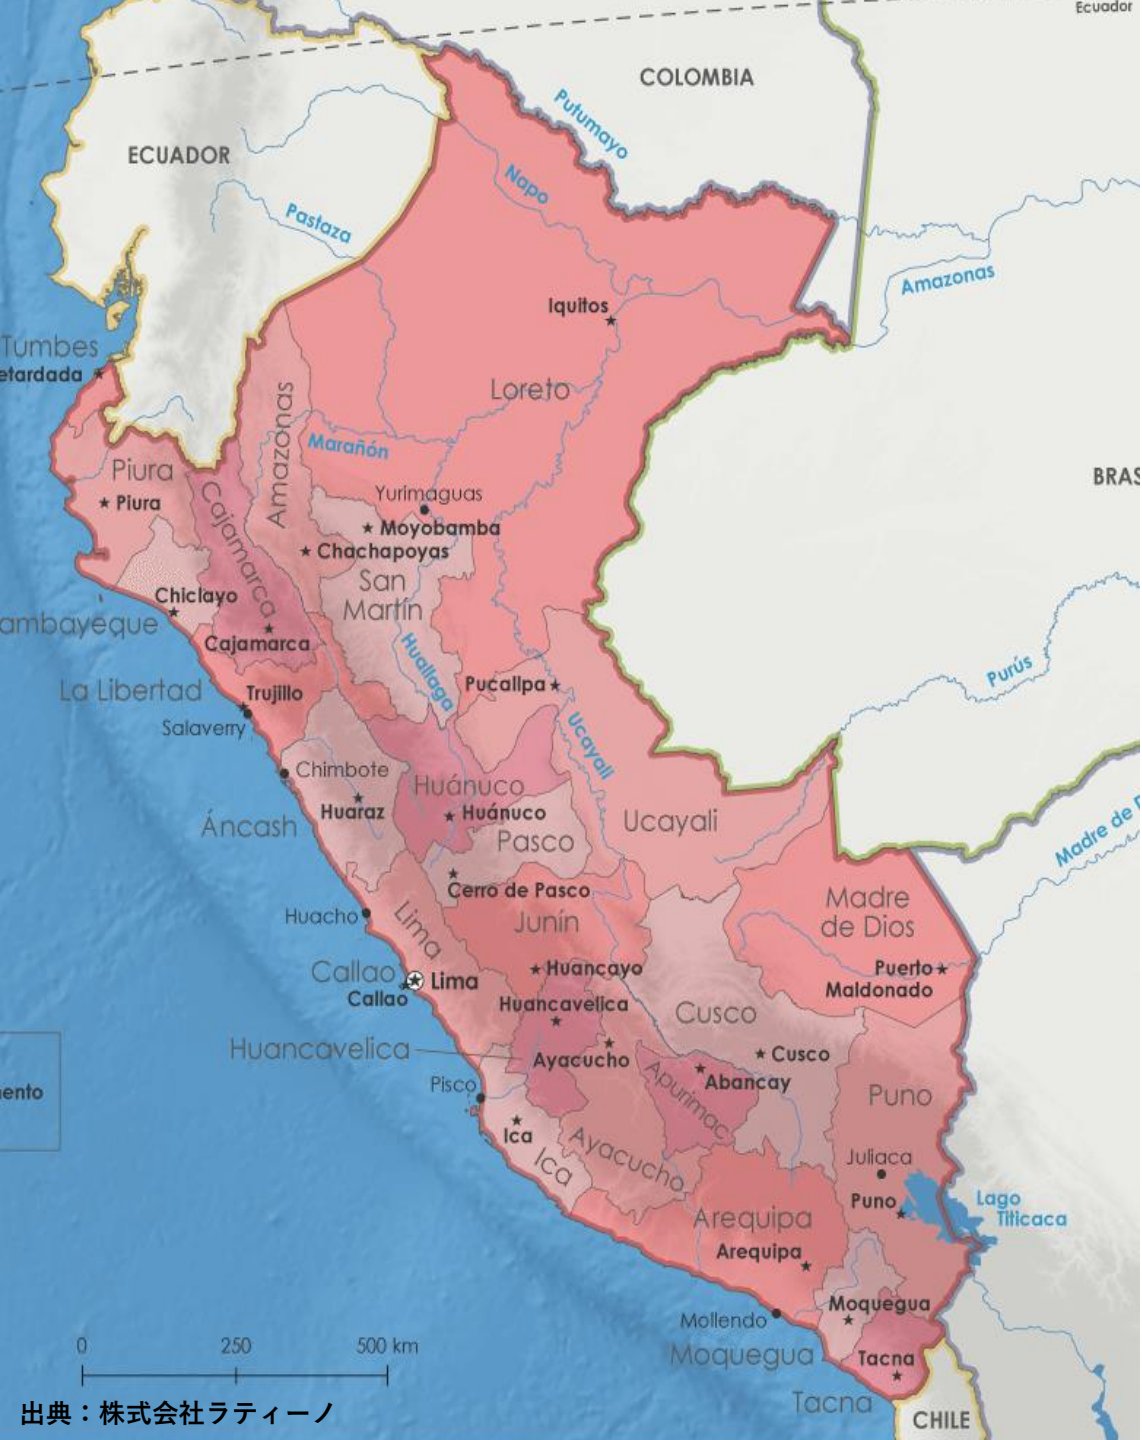 Ecuador
COLOMBIA
Putumayo
ECUADOR
Napo
Pastaza
Amazonas
Iquitos
Tumbes
etardada
Loreto
Amazonas
Marañón
Piura
Piura
BRAS
Yurimaguas
Cajamarca
Moyobamba
Chachapoyas
San
Martín
Chiclayo
ambayeque
Cajamarca
Huallaga
Purús
La Libertad
Trujillo
Pucallpa
Salaverry
Ucayali
Chimbote
Huánuco
Huaraz
Huánuco
Áncash
Pasco
Ucayali
Madre de D
Cerro de Pasco
Madre
de Dios
Huacho
Lima
Junín
Callao
Lima
Huancayo
Puerto
Maldonado
Callao
Huancavelica
Cusco
Huancavelica
Ayacucho
Cusco
Pisco
Apurimac
Abancay
Puno
ento
Ica
Ica
Ayacucho
Juliaca
Puno
Lago
Titicaca
Arequipa
Arequipa
Moquegua
Mollendo
Moquegua
Tacna
Tacna
CHILE
0 250 500 km
出典：株式会社ラティーノ